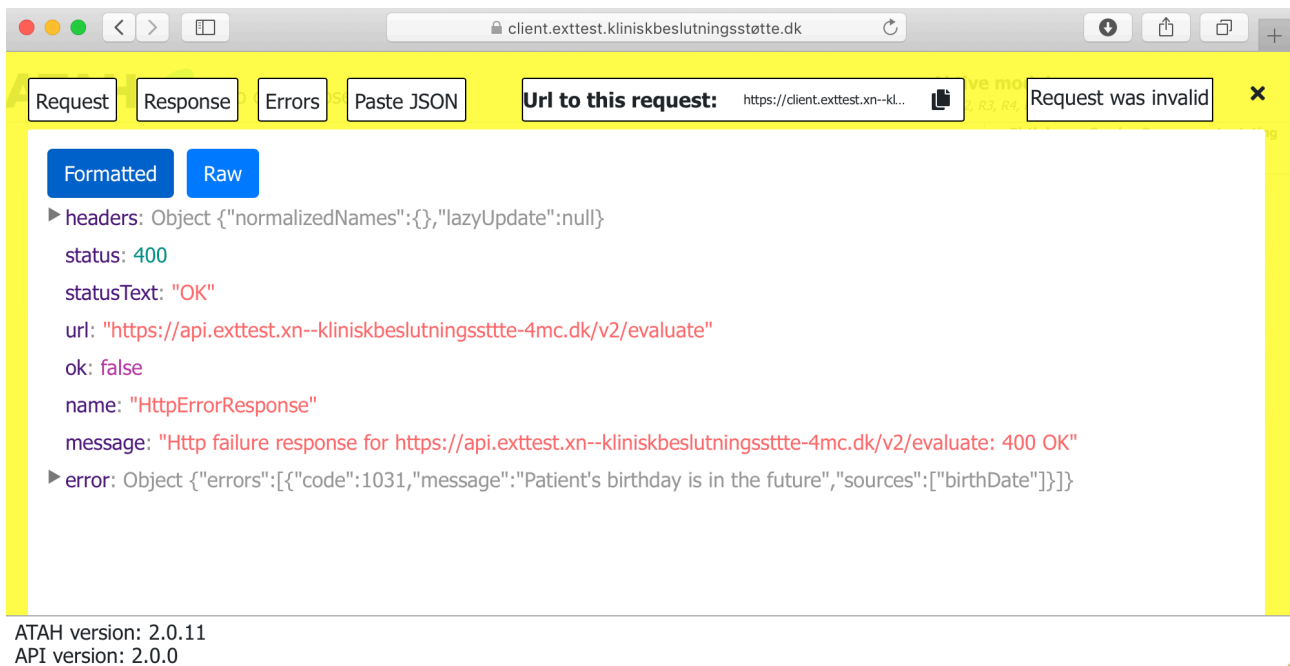 client.exttest.kliniskbeslutningsstøtte.dk
Request Response Errors Paste JSON Url to this request: https://client.exttest.xn--kl... Request was invalid ×
Formatted Raw
headers: Object {"normalizedNames":{},"lazyUpdate":null}
status: 400
statusText: "OK"
url: "https://api.exttest.xn--kliniskbeslutningssttte-4mc.dk/v2/evaluate"
ok: false
name: "HttpErrorResponse"
message: "Http failure response for https://api.exttest.xn--kliniskbeslutningssttte-4mc.dk/v2/evaluate: 400 OK"
error: Object {"errors":[{"code":1031,"message":"Patient's birthday is in the future","sources":["birthDate"]}]}
ATAH version: 2.0.11
API version: 2.0.0